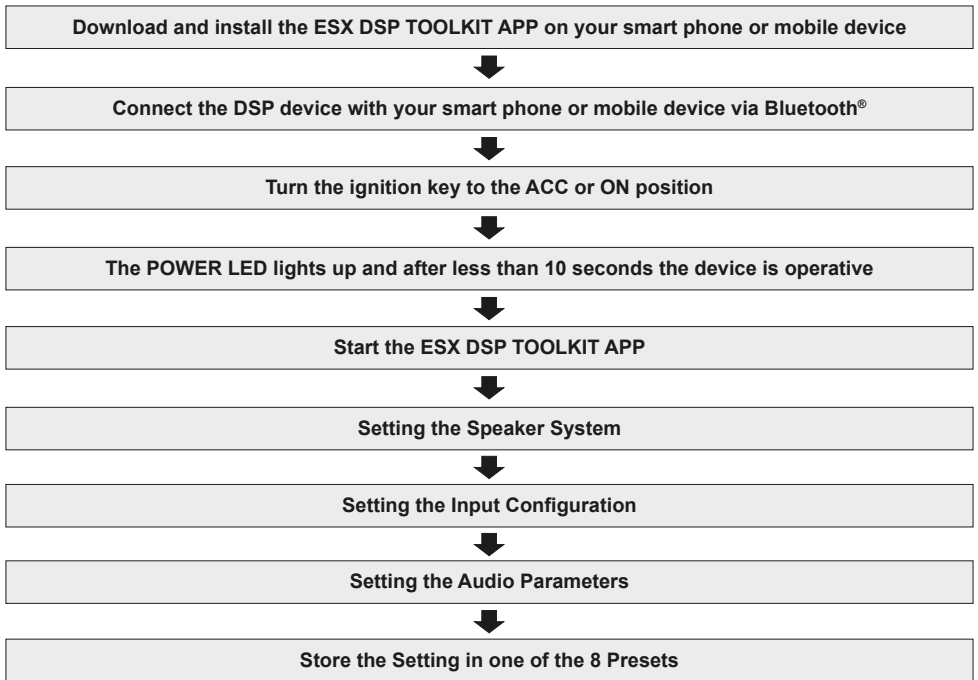 Download and install the ESX DSP TOOLKIT APP on your smart phone or mobile device
Connect the DSP device with your smart phone or mobile device via Bluetooth®
Turn the ignition key to the ACC or ON position
The POWER LED lights up and after less than 10 seconds the device is operative
Start the ESX DSP TOOLKIT APP
Setting the Speaker System
Setting the Input Configuration
Setting the Audio Parameters
Store the Setting in one of the 8 Presets